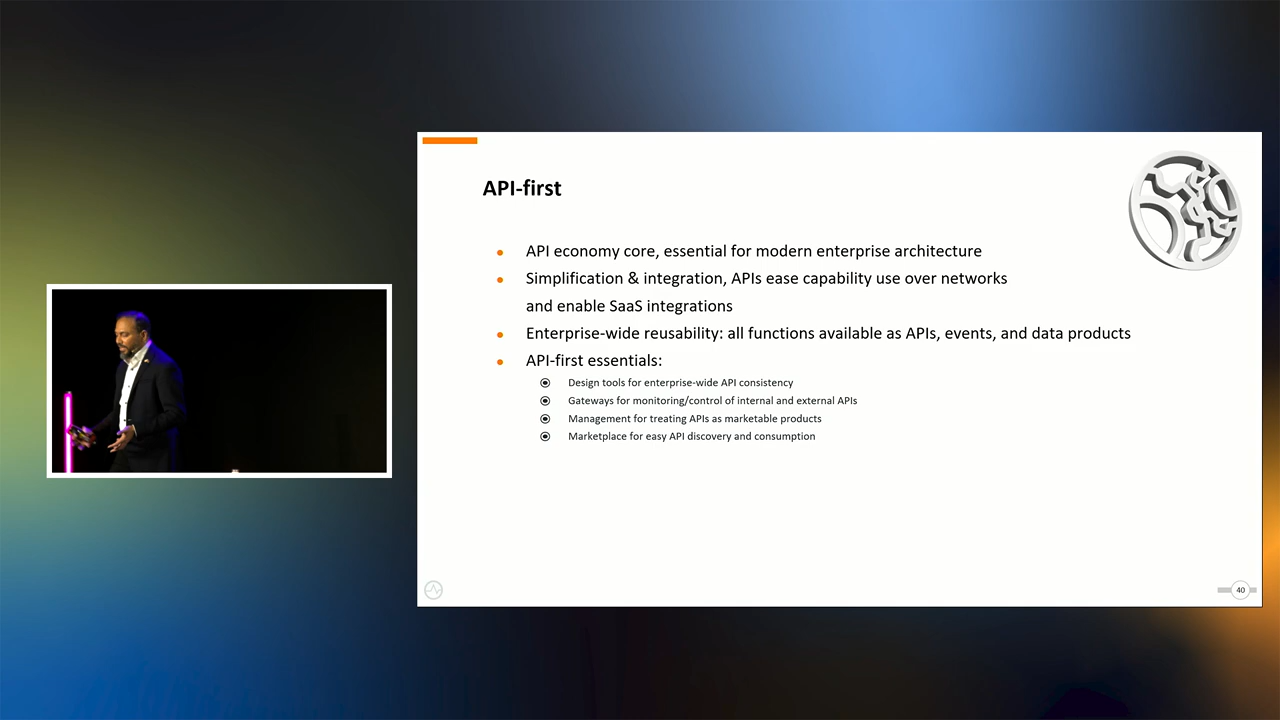 API-first
API economy core, essential for modern enterprise architecture
Simplification & integration, APIs ease capability use over networks
and enable SaaS integrations
Enterprise-wide reusability: all functions available as APIs, events, and data products
API-first essentials:
Design tools for enterprise-wide API consistency
Gateways for monitoring/control of internal and external APIs
Management for treating APIs as marketable products
Marketplace for easy API discovery and consumption
40